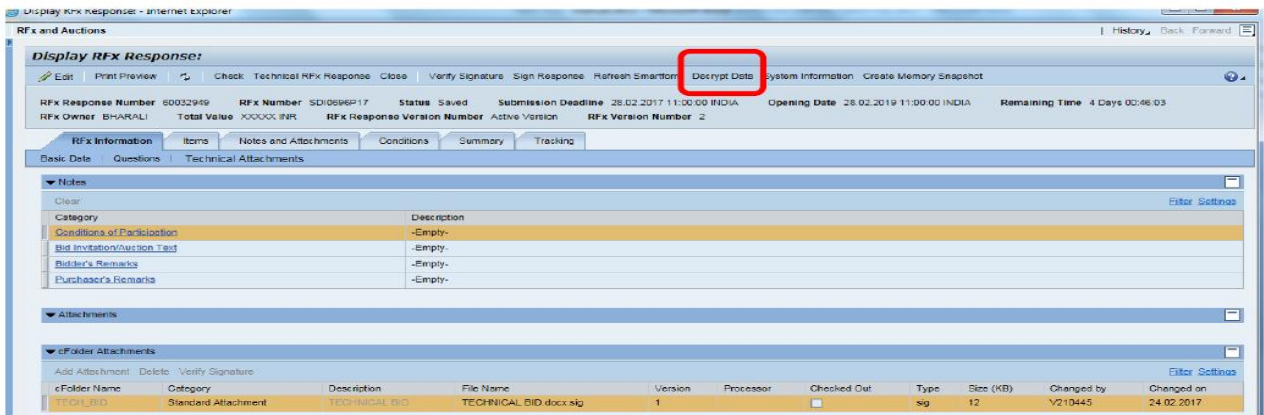 Display RFx Response: - Internet Explorer
RFx and Auctions History Back Forward
Display RFx Response:
Edit Print Preview Check Technical RFx Response Close Verify Signature Sign Response Refresh Smartform Decrypt Data System Information Create Memory Snapshot
RFx Response Number 60032949 RFx Number SDI0696P17 Status Saved Submission Deadline 28.02.2017 11:00:00 INDIA Opening Date 28.02.2019 11:00:00 INDIA Remaining Time 4 Days 00:46:03
RFx Owner BHARALI Total Value XXXXX INR RFx Response Version Number Active Version RFx Version Number 2
RFx Information Items Notes and Attachments Conditions Summary Tracking
Basic Data Questions Technical Attachments
Notes
Clear Filter Settings
Category Description
Conditions of Participation -Empty-
Bid Invitation/Auction Text -Empty-
Bidder's Remarks -Empty-
Purchaser's Remarks -Empty-
Attachments
cFolder Attachments
Add Attachment Delete Verify Signature Filter Settings
cFolder Name Category Description File Name Version Processor Checked Out Type Size (KB) Changed by Changed on
TECH_BID Standard Attachment TECHNICAL BID TECHNICAL BID.docx.sig 1 sig 12 V210445 24.02.2017